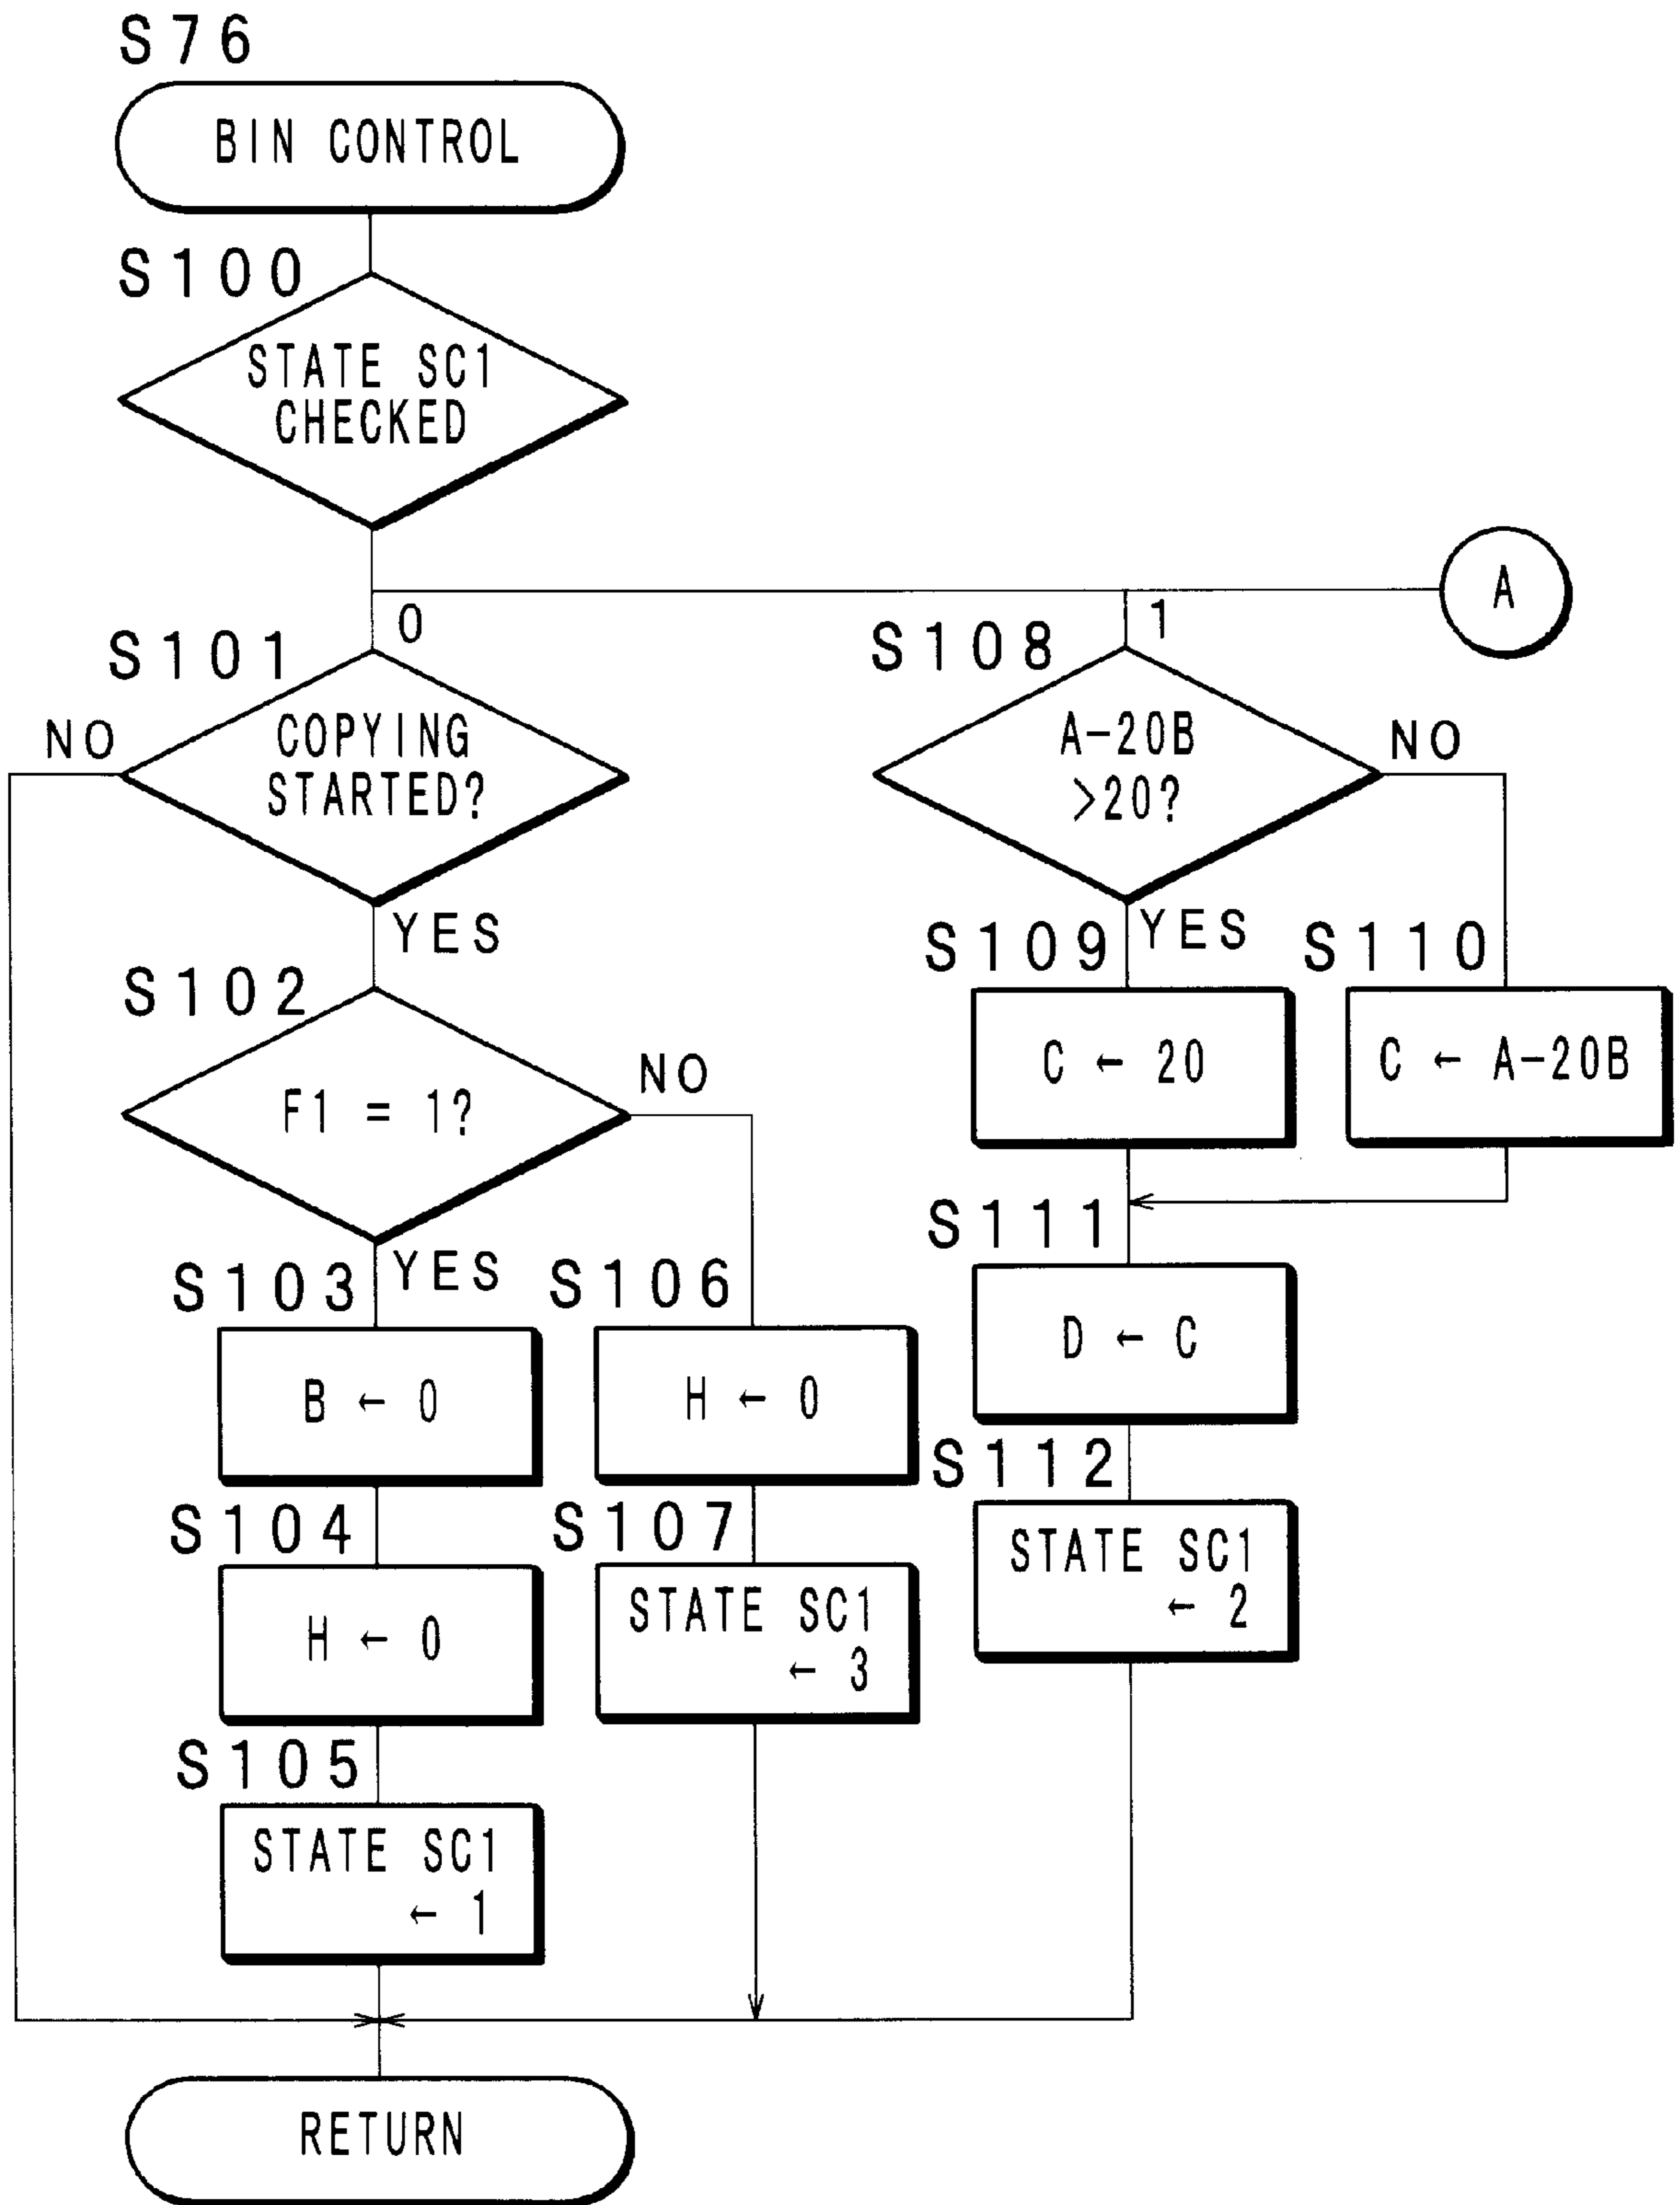 S76
BIN CONTROL
S100
STATE SC1
CHECKED
A
0
1
S101
NO
COPYING
STARTED?
YES
S108
A-20B
>20?
NO
YES
S102
F1 = 1?
NO
YES
S109
C ← 20
S110
C ← A-20B
S103
B ← 0
S106
H ← 0
S111
D ← C
S104
H ← 0
S107
STATE SC1
← 3
S112
STATE SC1
← 2
S105
STATE SC1
← 1
RETURN